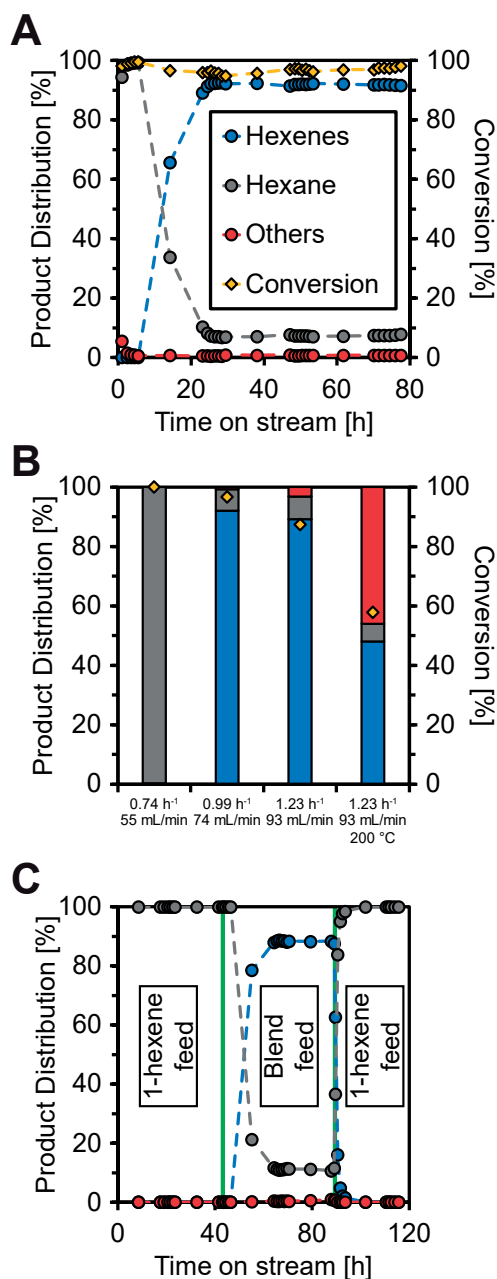 A
Product Distribution [%]
100
80
60
40
20
0
Hexenes
Hexane
Others
Conversion
100
80
60
40
20
0
Conversion [%]
0 20 40 60 80
Time on stream [h]
B
Product Distribution [%]
100
80
60
40
20
0
100
80
60
40
20
0
Conversion [%]
0.74 h⁻¹ 0.99 h⁻¹ 1.23 h⁻¹ 1.23 h⁻¹
55 mL/min 74 mL/min 93 mL/min 93 mL/min
200 °C
C
Product Distribution [%]
100
80
60
40
20
0
1-hexene
feed
Blend feed
1-hexene
feed
0 40 80 120
Time on stream [h]